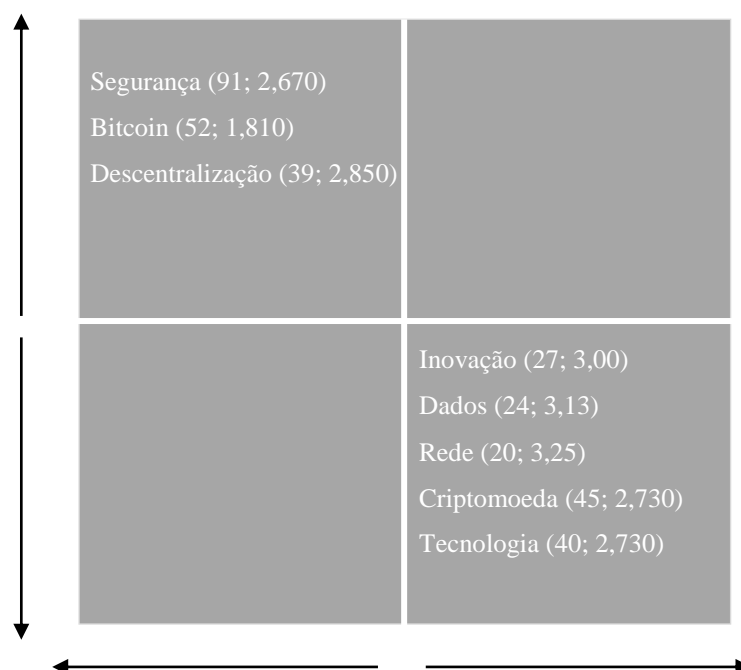 Segurança (91; 2,670)
Bitcoin (52; 1,810)
Descentralização (39; 2,850)
Inovação (27; 3,00)
Dados (24; 3,13)
Rede (20; 3,25)
Criptomoeda (45; 2,730)
Tecnologia (40; 2,730)